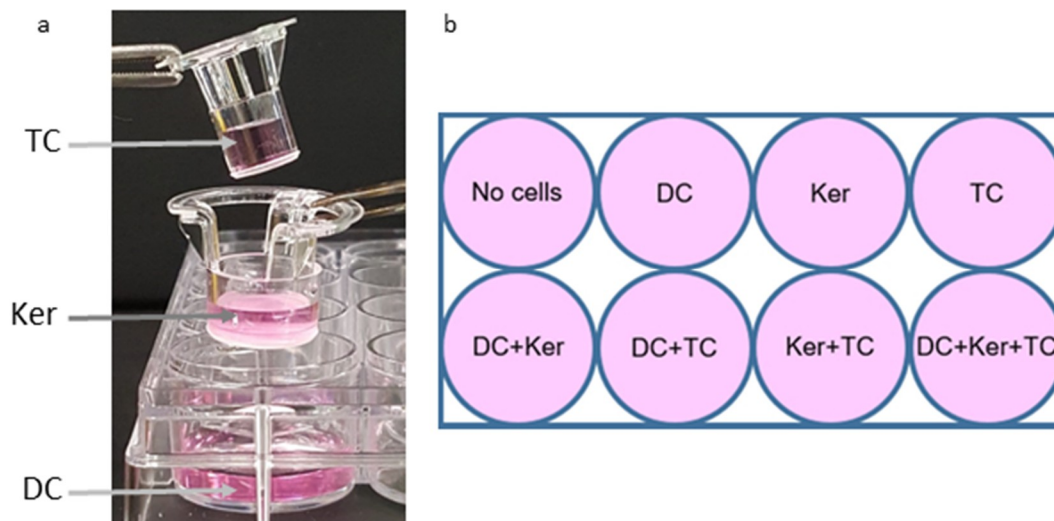 a
b
TC
Ker
DC
No cells
DC
Ker
TC
DC+Ker
DC+TC
Ker+TC
DC+Ker+TC